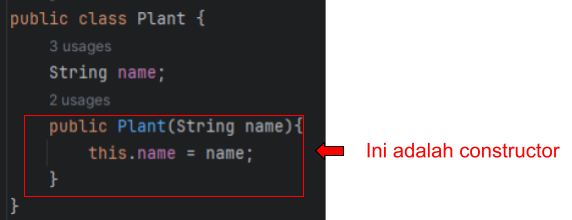 public class Plant {
3 usages
String name;
2 usages
public Plant(String name){
this.name = name;
}
}
Ini adalah constructor